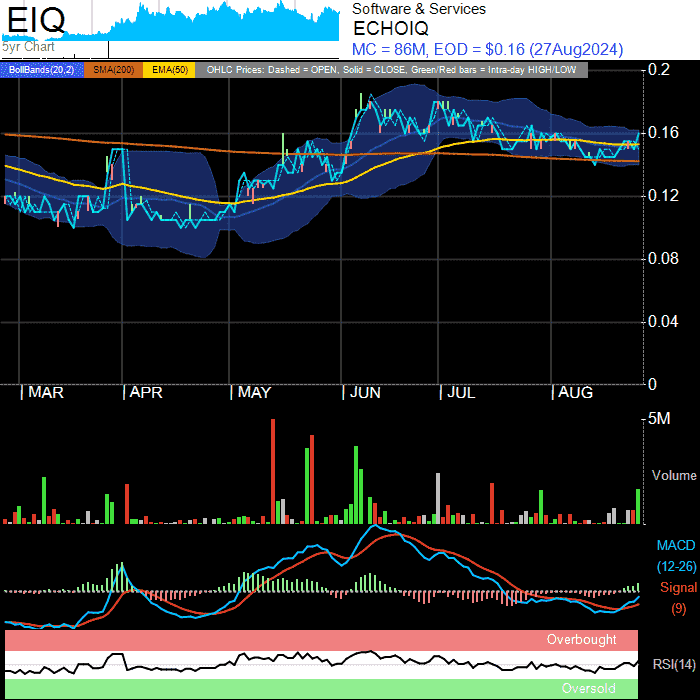 EIQ
Software & Services
ECHOIQ
5yr Chart
MC = 86M, EOD = $0.16 (27Aug2024)
BollBands(20,2) SMA(200) EMA(50) OHLC Prices: Dashed = OPEN, Solid = CLOSE, Green/Red bars = Intra-day HIGH/LOW
0.2
0.16
0.12
0.08
0.04
0
MAR APR MAY JUN JUL AUG
5M
Volume
MACD
(12-26)
Signal
(9)
Overbought
RSI(14)
Oversold